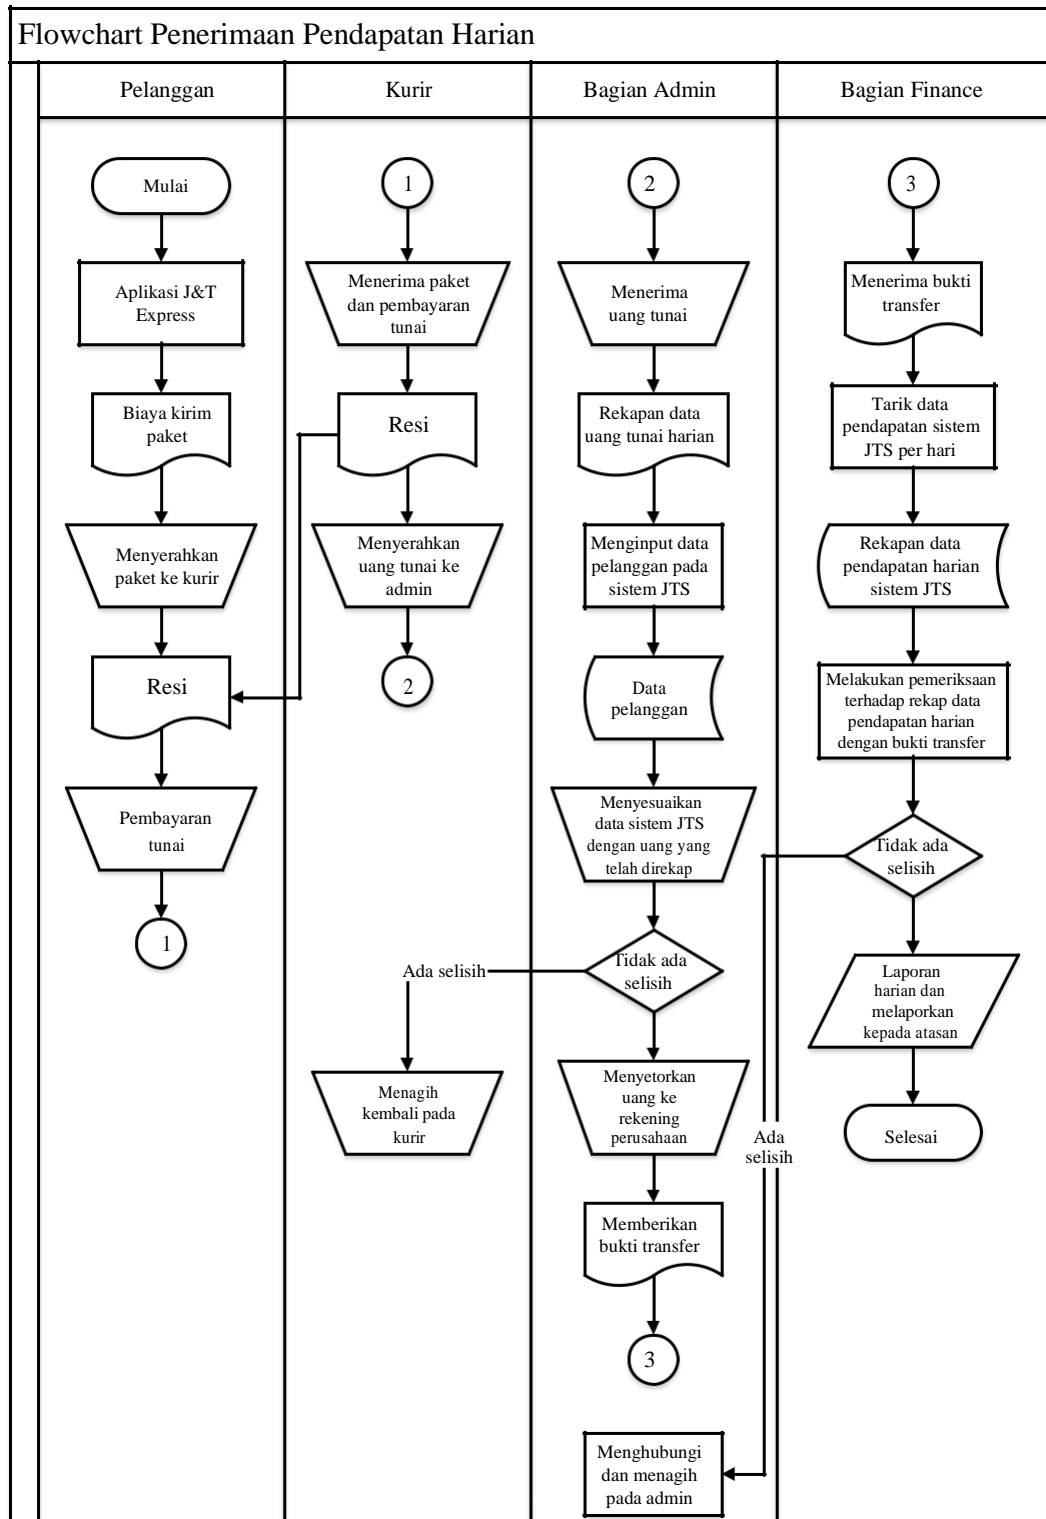 Flowchart Penerimaan Pendapatan Harian
Pelanggan
Kurir
Bagian Admin
Bagian Finance
Mulai
Aplikasi J&T
Express
Biaya kirim
paket
Menyerahkan
paket ke kurir
Resi
Pembayaran
tunai
1
1
Menerima paket
dan pembayaran
tunai
Resi
Menyerahkan
uang tunai ke
admin
2
Ada selisih
Menagih
kembali pada
kurir
2
Menerima
uang tunai
Rekapan data
uang tunai harian
Menginput data
pelanggan pada
sistem JTS
Data
pelanggan
Menyesuaikan
data sistem JTS
dengan uang yang
telah direkap
Tidak ada
selisih
Menyetorkan
uang ke
rekening
perusahaan
Memberikan
bukti transfer
3
Menghubungi
dan menagih
pada admin
3
Menerima bukti
transfer
Tarik data
pendapatan sistem
JTS per hari
Rekapan data
pendapatan harian
sistem JTS
Melakukan pemeriksaan
terhadap rekap data
pendapatan harian
dengan bukti transfer
Tidak ada
selisih
Ada
selisih
Laporan
harian dan
melaporkan
kepada atasan
Selesai